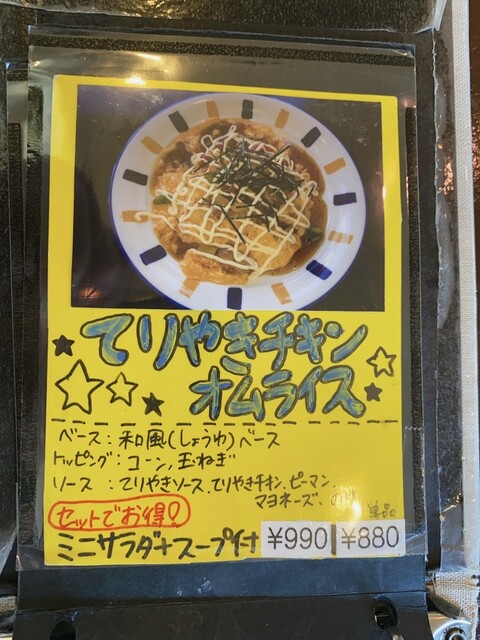 てりやきチキン
オムライス
ベース：和風(しょうゆ)ベース
トッピング：コーン,玉ねぎ
ソース：てりやきソース,てりやきチキン,ピーマン,
マヨネーズ,のり
セットでお得!
単品
ミニサラダ+スープ付 ¥990 ¥880